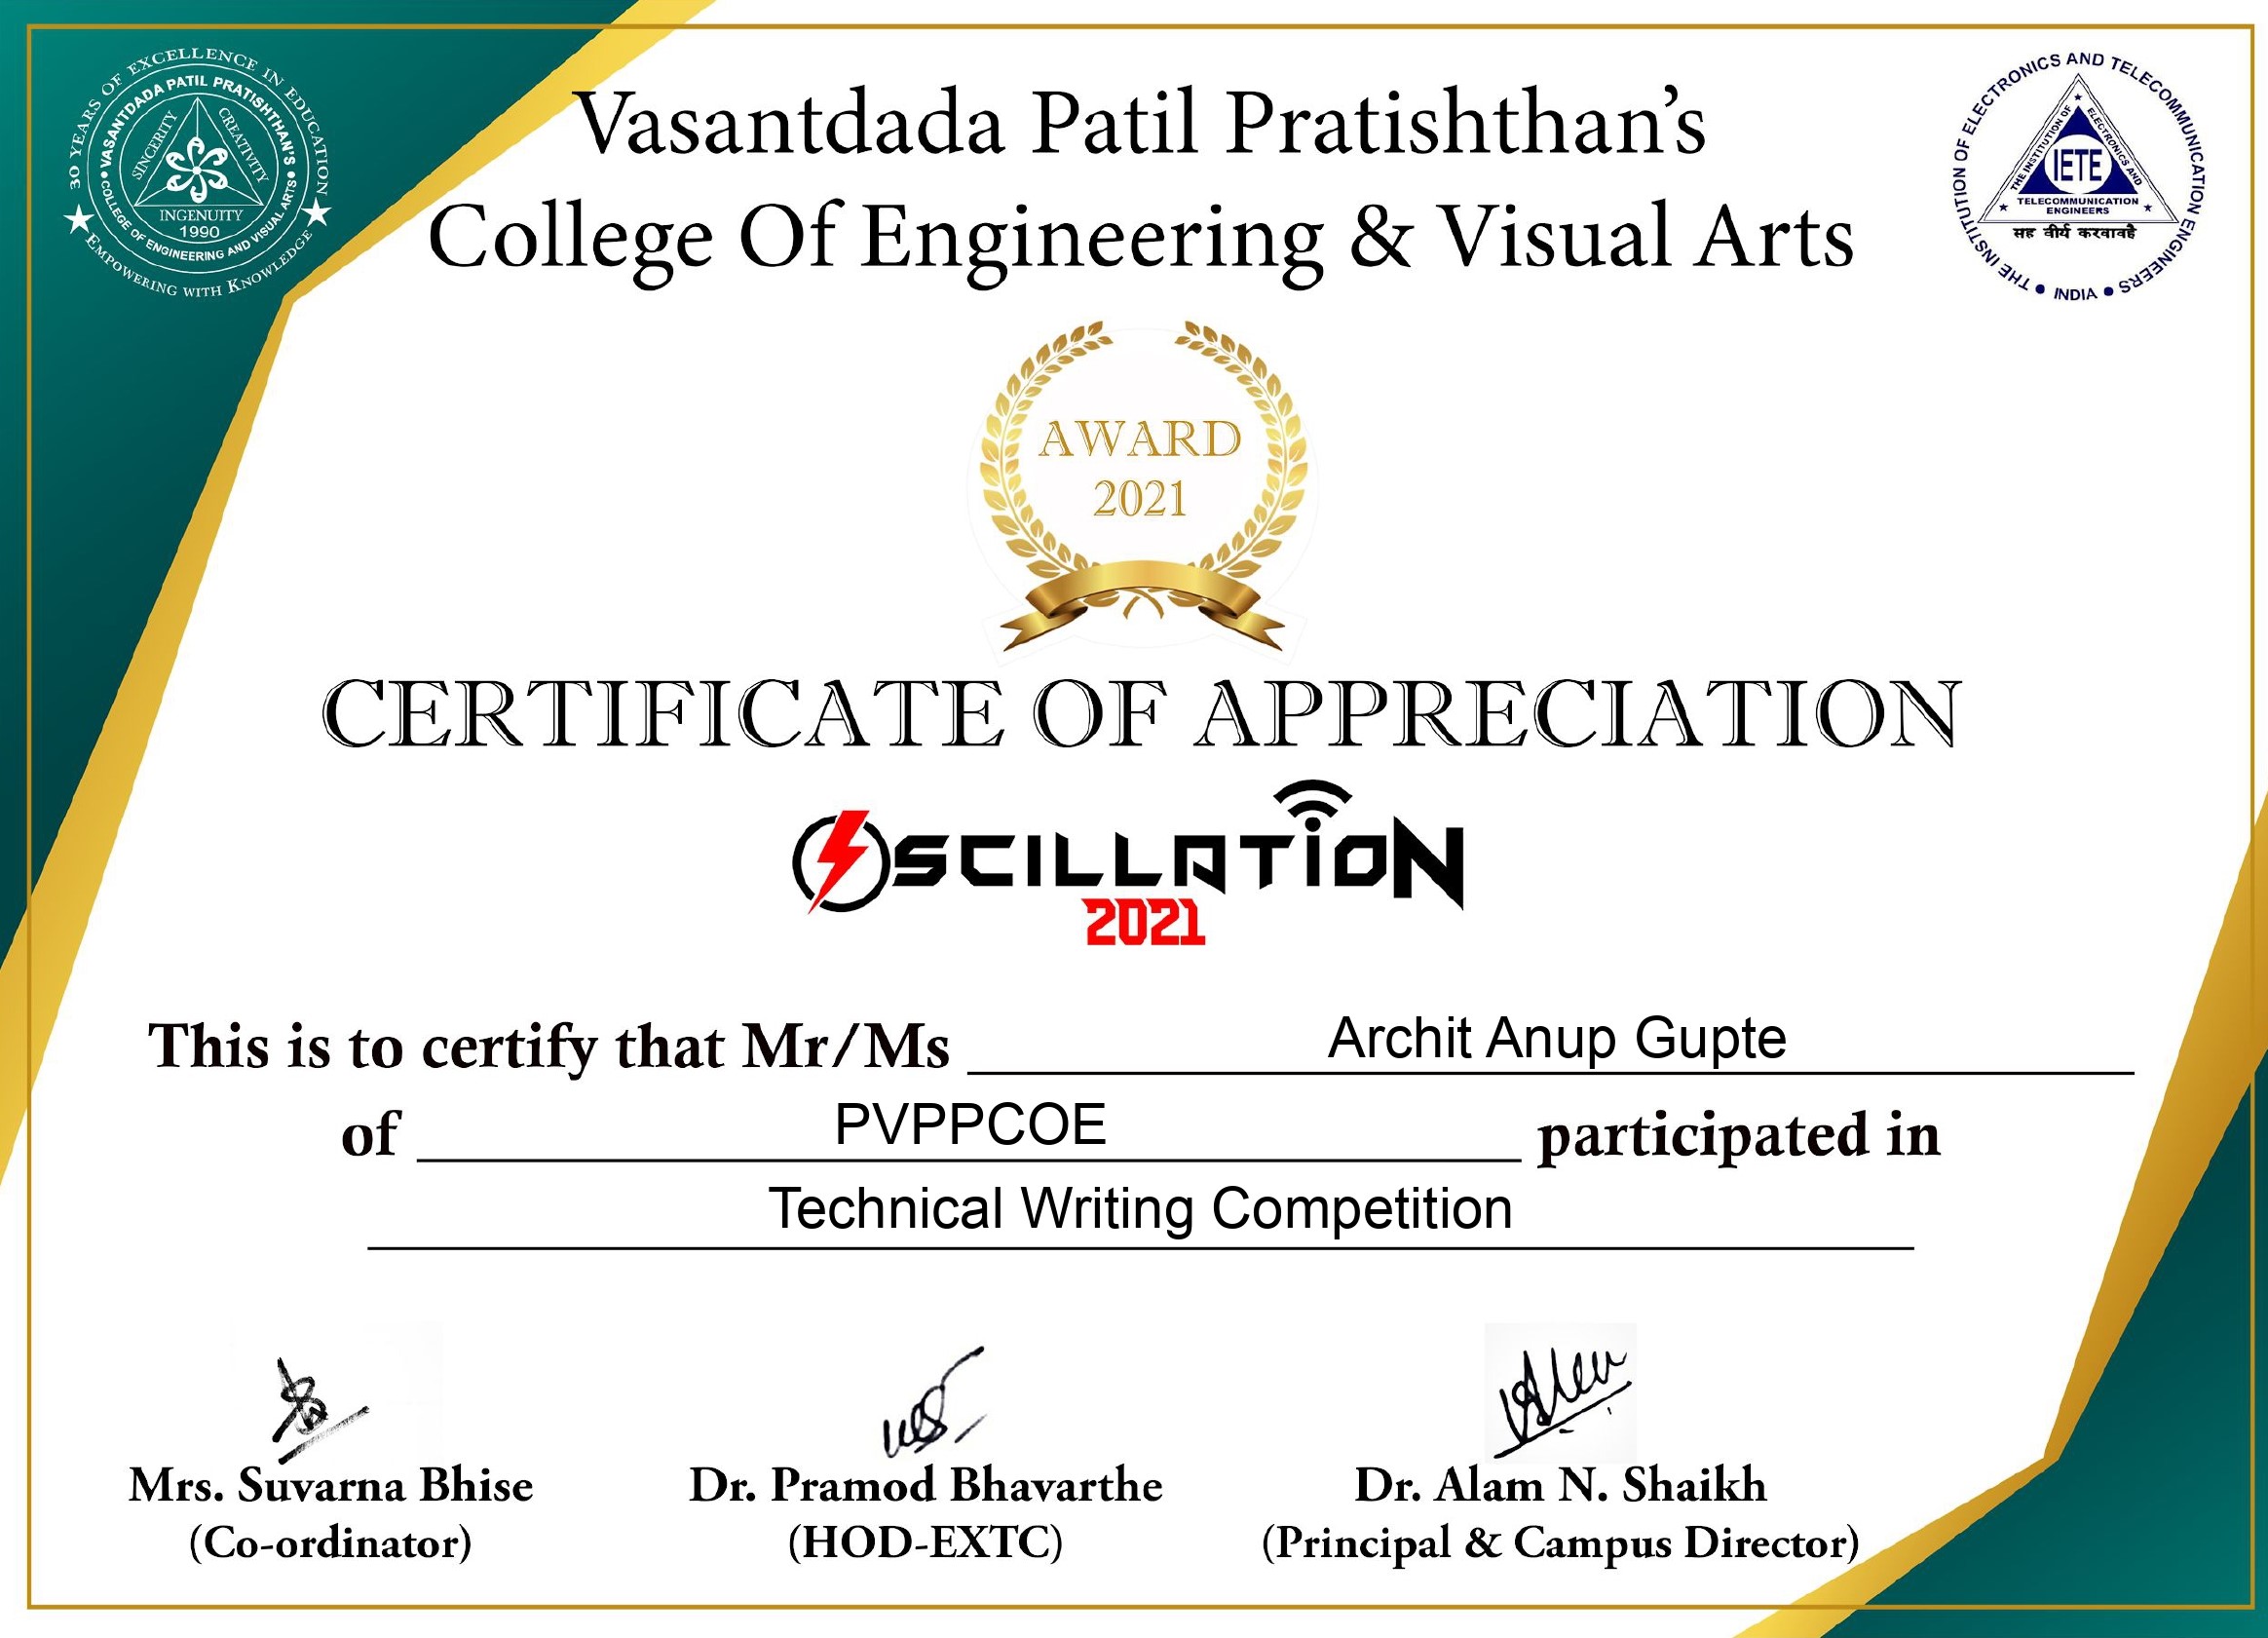 30 YEARS OF EXCELLENCE IN EDUCATION
VASANTDADA PATIL PRATISHTHAN'S
SINCERITY
CREATIVITY
INGENUITY
1990
COLLEGE OF ENGINEERING AND VISUAL ARTS
EMPOWERING WITH KNOWLEDGE
Vasantdada Patil Pratishthan's
College Of Engineering & Visual Arts
THE INSTITUTION OF ELECTRONICS AND TELECOMMUNICATION ENGINEERS
INDIA
THE INSTITUTION OF
ELECTRONICS AND
IETE
TELECOMMUNICATION
ENGINEERS
सह वीर्य करवावहै
AWARD
2021
CERTIFICATE OF APPRECIATION
OSCILLATION
2021
This is to certify that Mr/Ms Archit Anup Gupte
of PVPPCOE participated in
Technical Writing Competition
Mrs. Suvarna Bhise
(Co-ordinator)
Dr. Pramod Bhavarthe
(HOD-EXTC)
Dr. Alam N. Shaikh
(Principal & Campus Director)